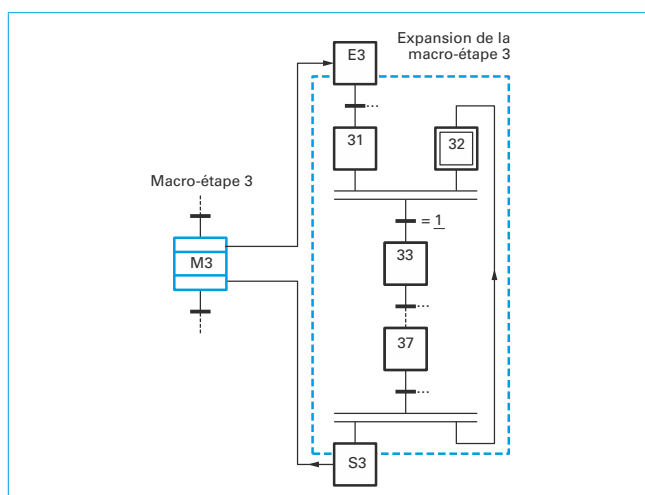 Expansion de la
macro-étape 3
E3
...
31
32
Macro-étape 3
= 1
M3
33
...
37
...
S3